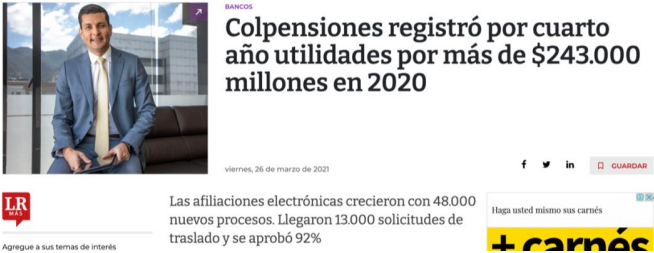 BANCOS
Colpensiones registró por cuarto
año utilidades por más de $243.000
millones en 2020
viernes, 26 de marzo de 2021
GUARDAR
LR
MÁS
Agregue a sus temas de interés
Las afiliaciones electrónicas crecieron con 48.000
nuevos procesos. Llegaron 13.000 solicitudes de
traslado y se aprobó 92%
Haga usted mismo sus carnés
+ carnés